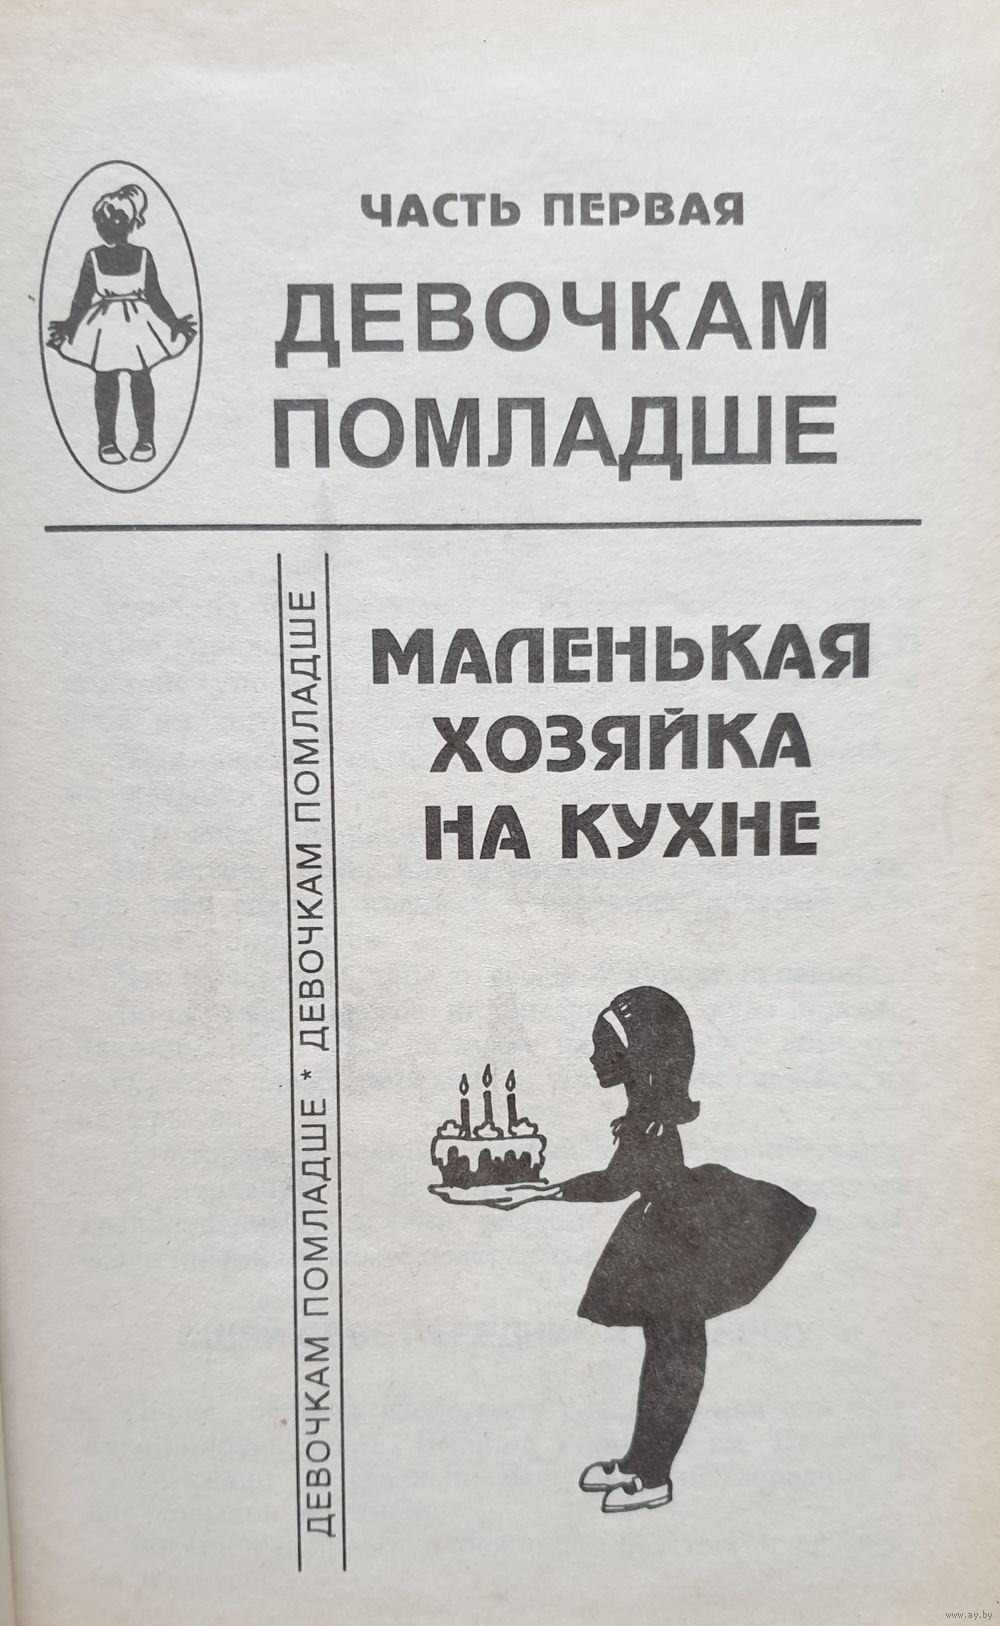 ЧАСТЬ ПЕРВАЯ
ДЕВОЧКАМ
ПОМЛАДШЕ
ДЕВОЧКАМ ПОМЛАДШЕ * ДЕВОЧКАМ ПОМЛАДШЕ
МАЛЕНЬКАЯ
ХОЗЯЙКА
НА КУХНЕ
www.ay.by